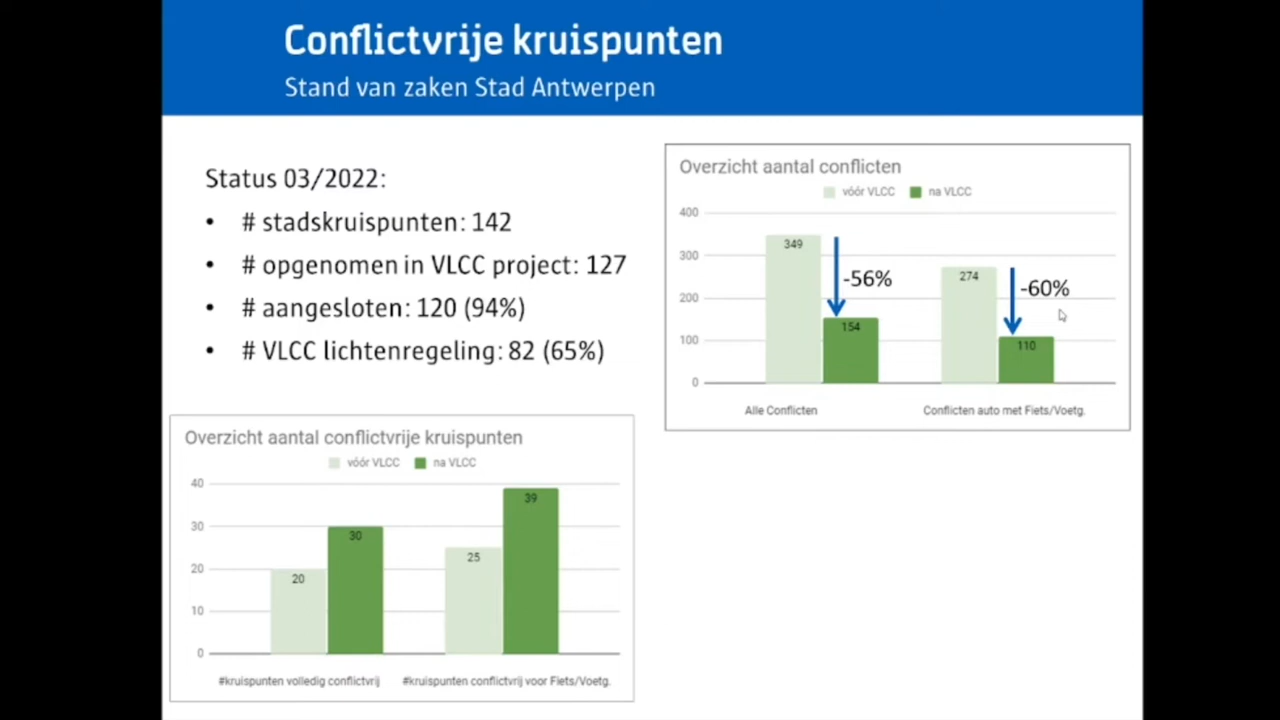 Conflictvrije kruispunten
Stand van zaken Stad Antwerpen
Status 03/2022:
• # stadskruispunten: 142
• # opgenomen in VLCC project: 127
• # aangesloten: 120 (94%)
• # VLCC lichtenregeling: 82 (65%)
Overzicht aantal conflicten
vóór VLCC na VLCC
400
300
200
100
0
349
154
-56%
274
110
-60%
Alle Conflicten
Conflicten auto met Fiets/Voetg.
Overzicht aantal conflictvrije kruispunten
vóór VLCC na VLCC
40
30
20
10
0
20
30
25
39
#kruispunten volledig conflictvrij
#kruispunten conflictvrij voor Fiets/Voetg.